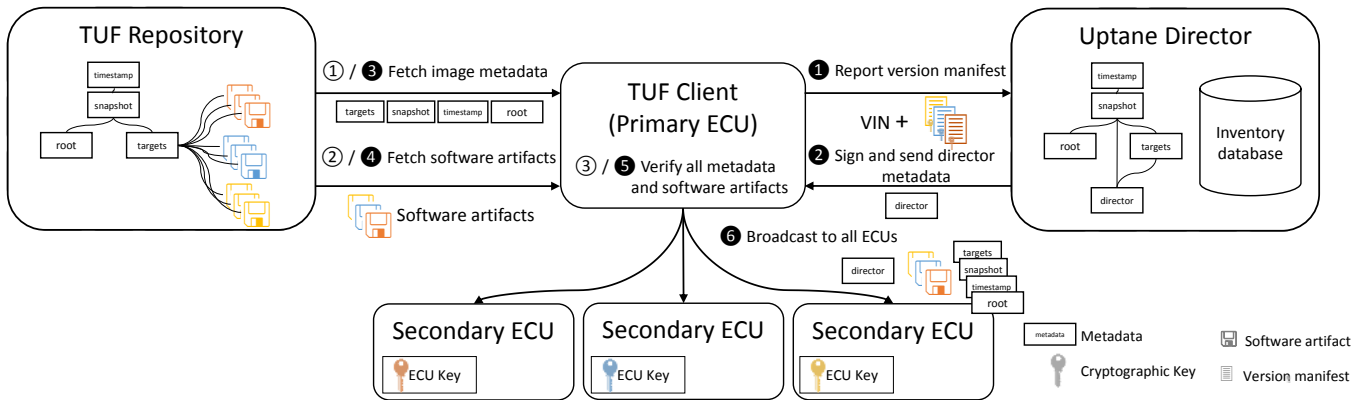 TUF Repository
timestamp
snapshot
root
targets
① / ❸ Fetch image metadata
targets
snapshot
timestamp
root
② / ❹ Fetch software artifacts
Software artifacts
TUF Client
(Primary ECU)
③ / ❺ Verify all metadata
and software artifacts
❶ Report version manifest
VIN +
❷ Sign and send director
metadata
director
Uptane Director
timestamp
snapshot
root
targets
director
Inventory
database
❻ Broadcast to all ECUs
director
targets
snapshot
timestamp
root
Secondary ECU
ECU Key
Secondary ECU
ECU Key
Secondary ECU
ECU Key
metadata
Metadata
Cryptographic Key
Software artifact
Version manifest